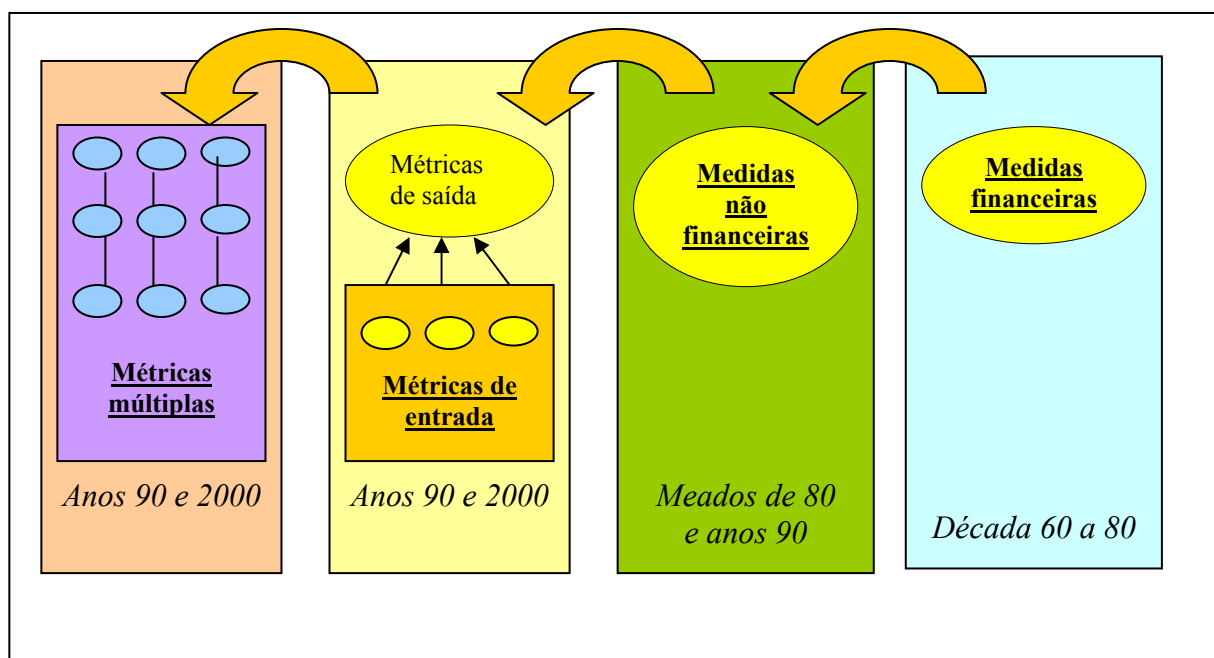 Métricas
múltiplas
Anos 90 e 2000
Métricas
de saída
Métricas de
entrada
Anos 90 e 2000
Medidas
não
financeiras
Meados de 80
e anos 90
Medidas
financeiras
Década 60 a 80